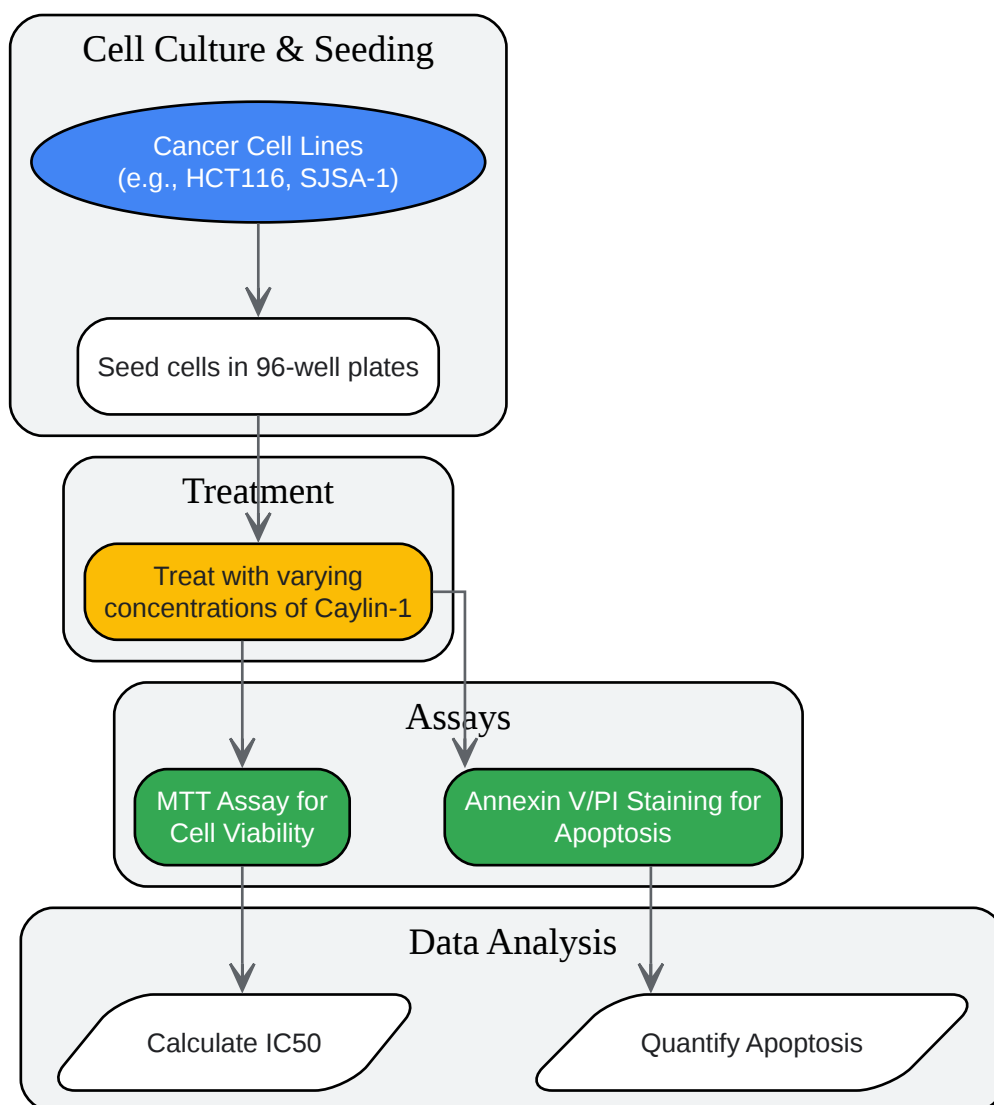 Cell Culture & Seeding
Cancer Cell Lines
(e.g., HCT116, SJSA-1)
Seed cells in 96-well plates
Treatment
Treat with varying
concentrations of Caylin-1
Assays
MTT Assay for
Cell Viability
Annexin V/PI Staining for
Apoptosis
Data Analysis
Calculate IC50
Quantify Apoptosis